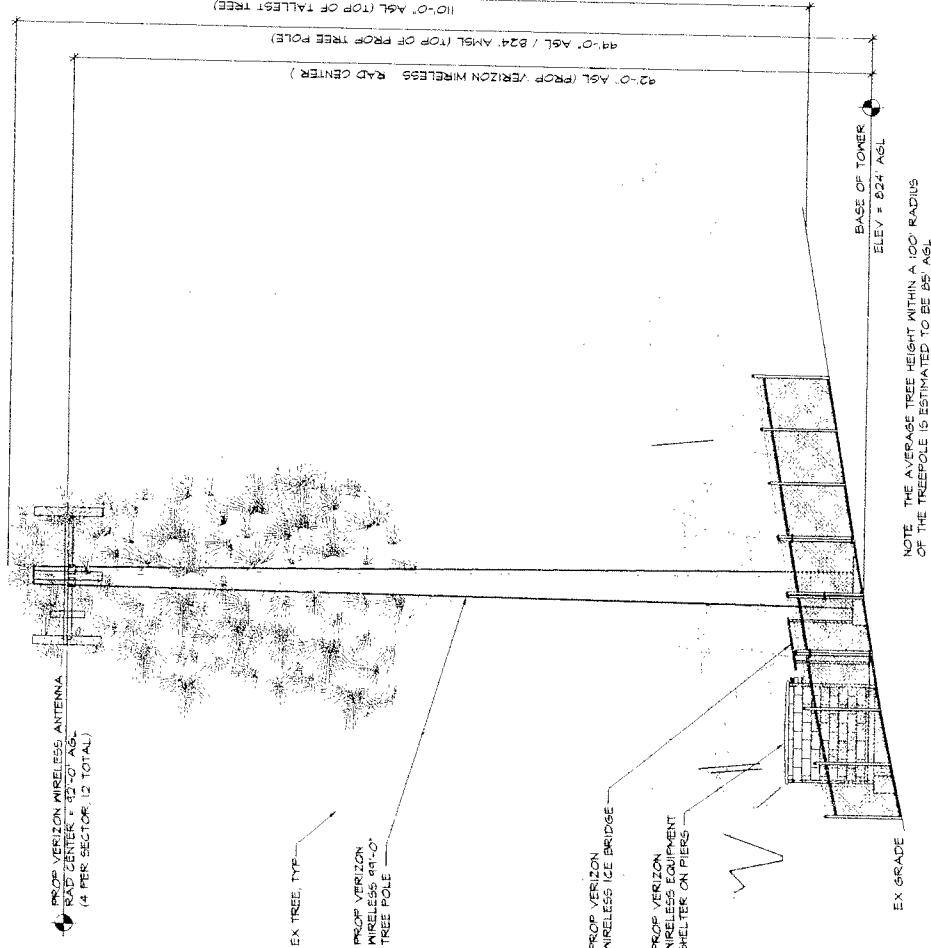 110'-0" AGL (TOP OF TALLEST TREE)
99'-0" AGL / 824' AMSL (TOP OF PROP TREE POLE)
92'-0" AGL (PROP VERIZON WIRELESS RAD CENTER)
PROP VERIZON WIRELESS ANTENNA
RAD CENTER = 92'-0" AGL
(4 PER SECTOR, 12 TOTAL)
EX TREE, TYP
PROP VERIZON
WIRELESS 99'-0"
TREE POLE
PROP VERIZON
WIRELESS ICE BRIDGE
PROP VERIZON
WIRELESS EQUIPMENT
SHELTER ON PIERS
EX GRADE
BASE OF TOWER
ELEV = 824' AGL
NOTE THE AVERAGE TREE HEIGHT WITHIN A 100' RADIUS
OF THE TREEPOLE IS ESTIMATED TO BE 85' AGL